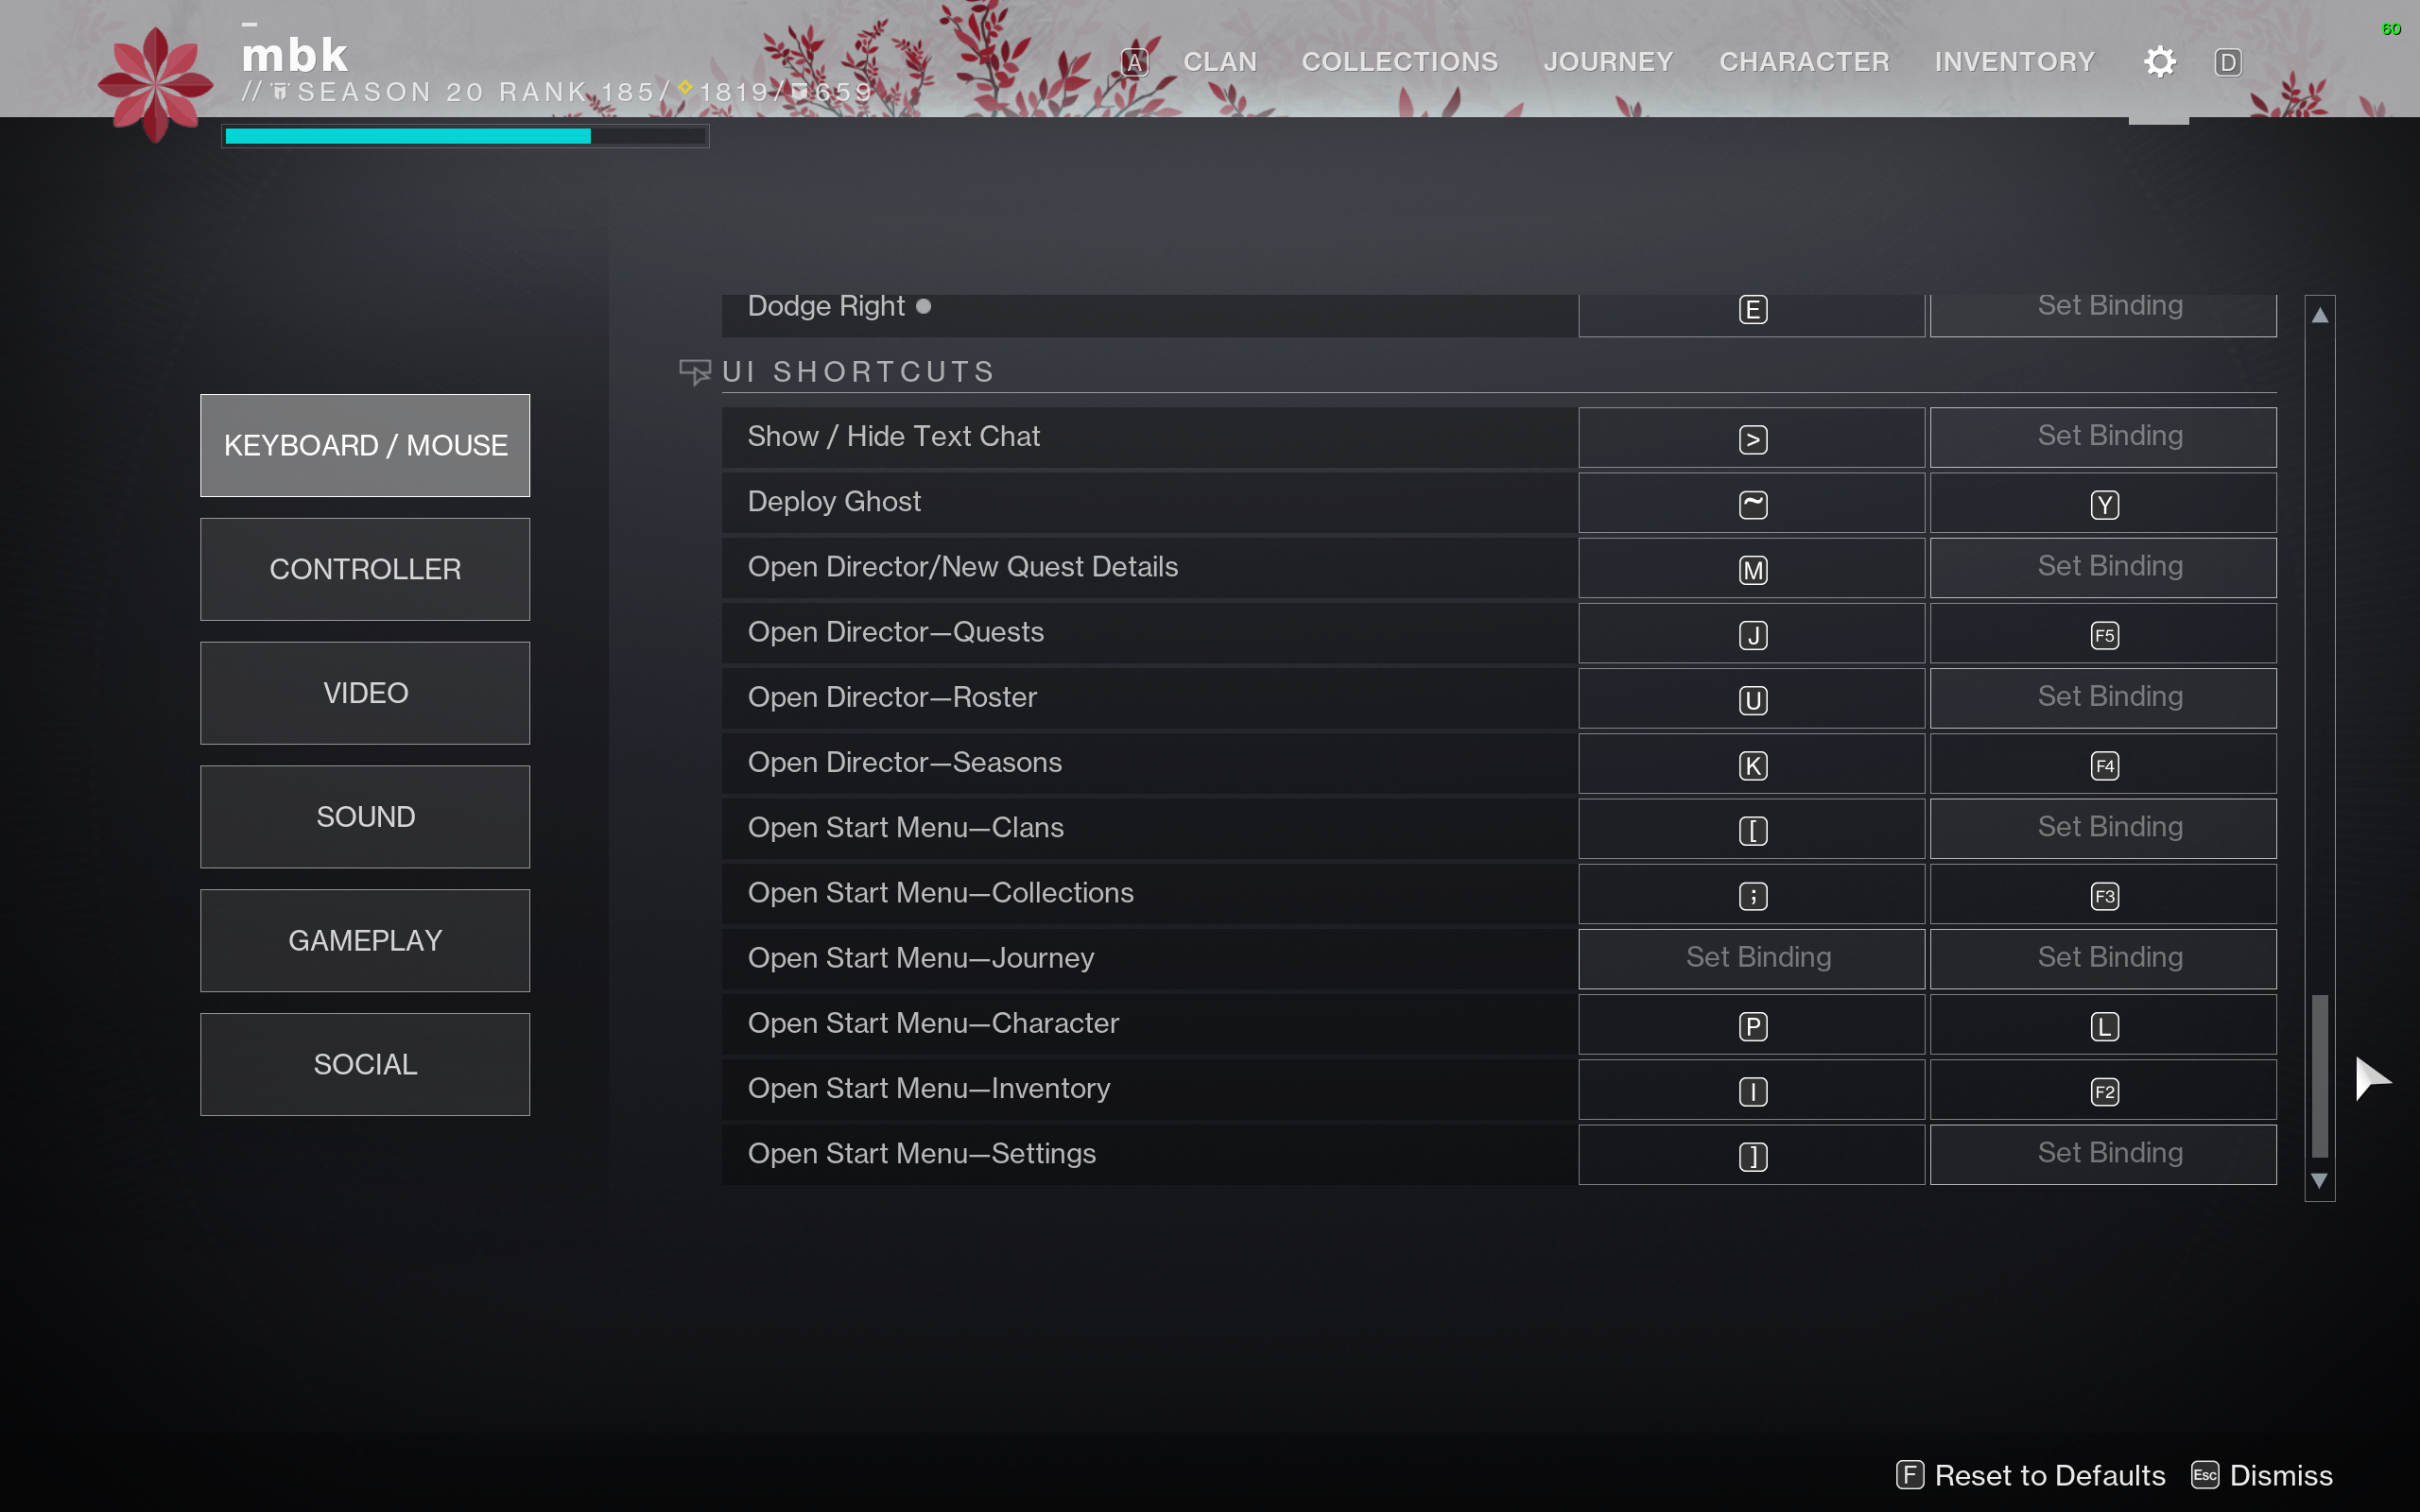 mbk
// SEASON 20 RANK 185/1819/659
A CLAN COLLECTIONS JOURNEY CHARACTER INVENTORY D
60
Dodge Right E Set Binding
UI SHORTCUTS
Show / Hide Text Chat > Set Binding
Deploy Ghost ~ Y
Open Director/New Quest Details M Set Binding
Open Director—Quests J F5
Open Director—Roster U Set Binding
Open Director—Seasons K F4
Open Start Menu—Clans [ Set Binding
Open Start Menu—Collections ; F3
Open Start Menu—Journey Set Binding Set Binding
Open Start Menu—Character P L
Open Start Menu—Inventory I F2
Open Start Menu—Settings ] Set Binding
KEYBOARD / MOUSE
CONTROLLER
VIDEO
SOUND
GAMEPLAY
SOCIAL
F Reset to Defaults Esc Dismiss